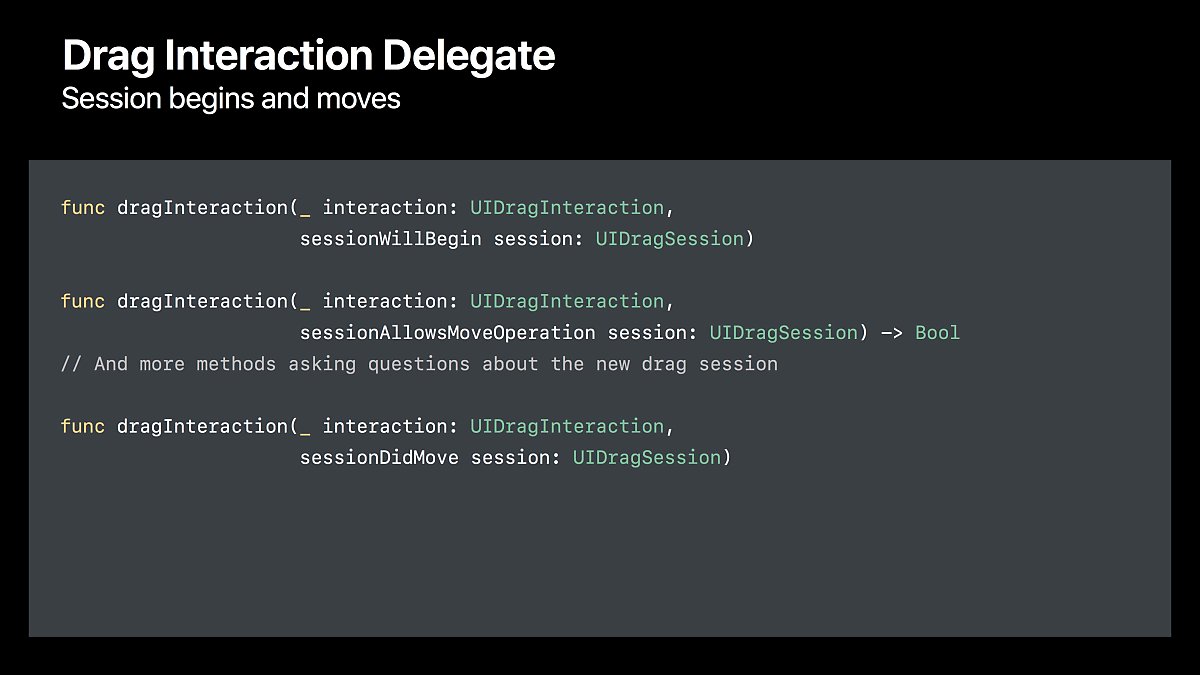 Drag Interaction Delegate
Session begins and moves
func dragInteraction(_ interaction: UIDragInteraction,
sessionWillBegin session: UIDragSession)
func dragInteraction(_ interaction: UIDragInteraction,
sessionAllowsMoveOperation session: UIDragSession) -> Bool
// And more methods asking questions about the new drag session
func dragInteraction(_ interaction: UIDragInteraction,
sessionDidMove session: UIDragSession)